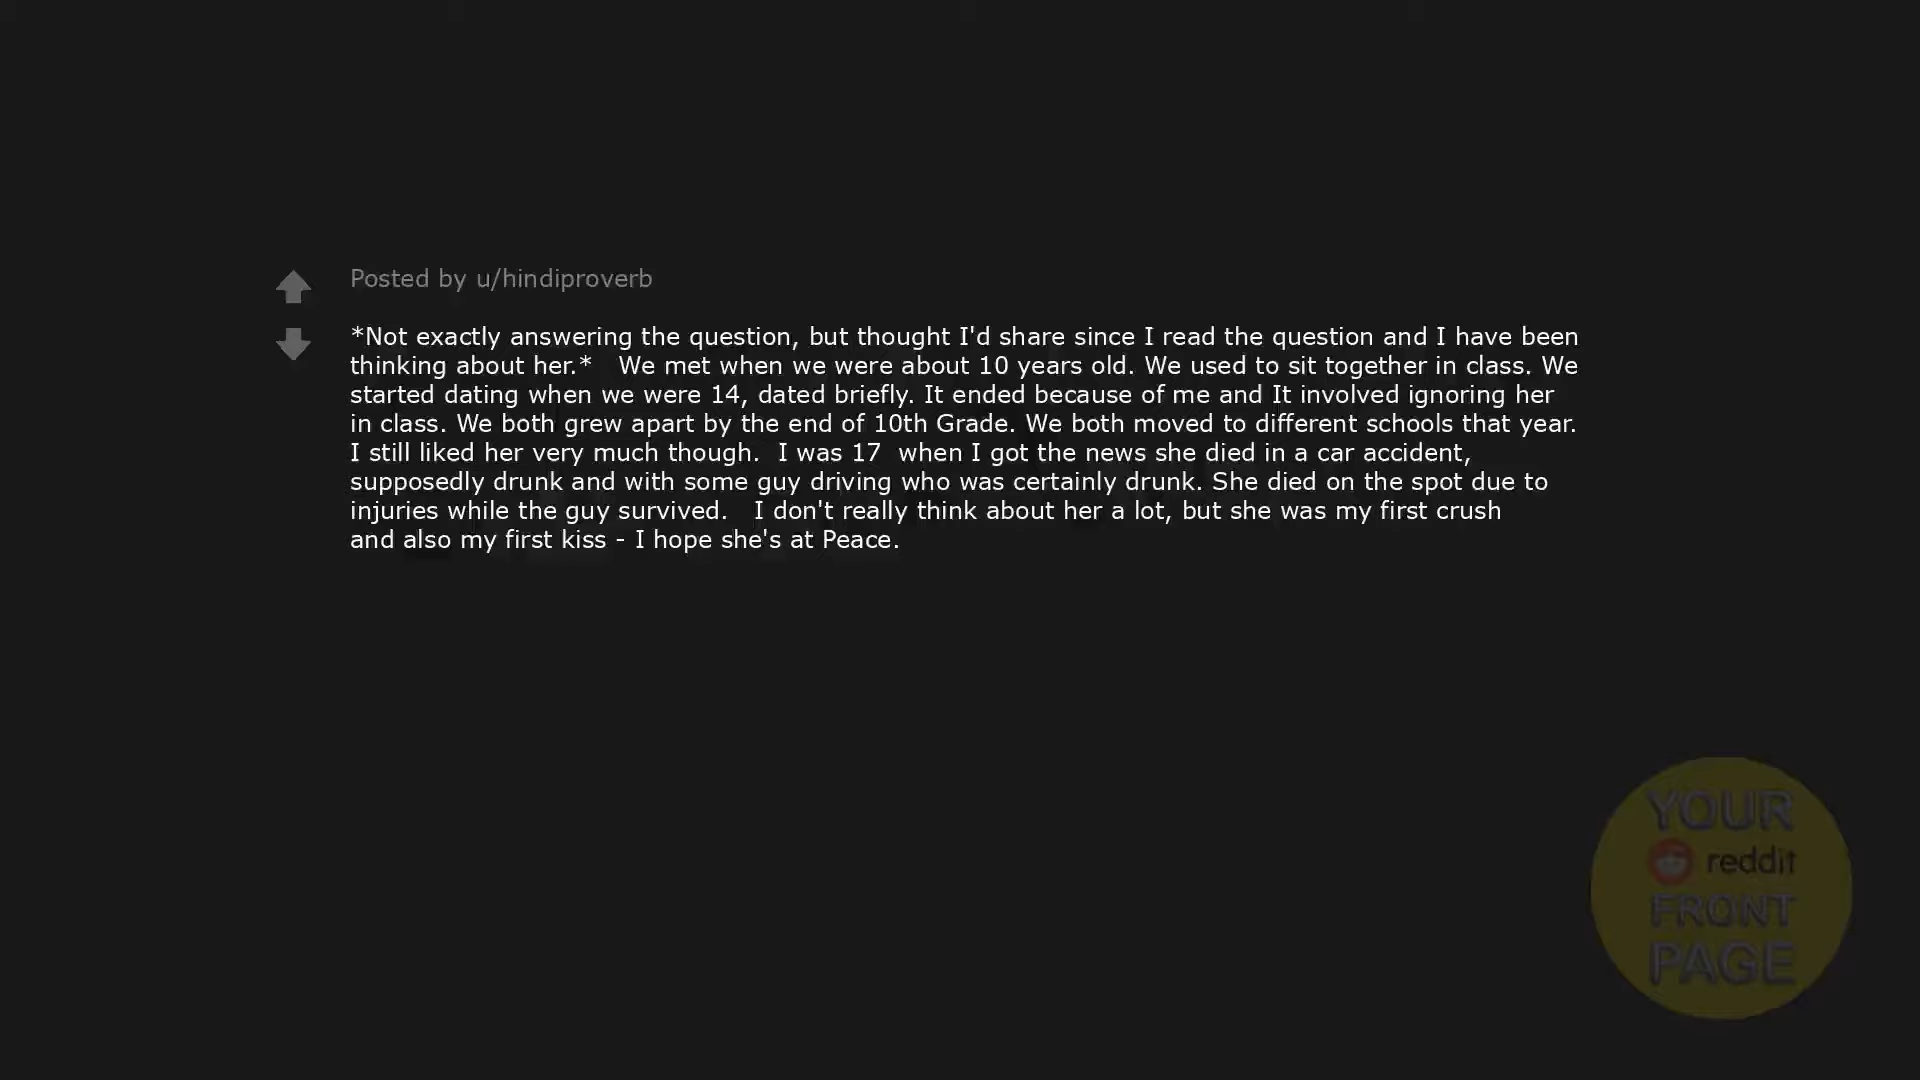 Posted by u/hindiproverb
*Not exactly answering the question, but thought I'd share since I read the question and I have been
thinking about her.*   We met when we were about 10 years old. We used to sit together in class. We
started dating when we were 14, dated briefly. It ended because of me and It involved ignoring her
in class. We both grew apart by the end of 10th Grade. We both moved to different schools that year.
I still liked her very much though.  I was 17  when I got the news she died in a car accident,
supposedly drunk and with some guy driving who was certainly drunk. She died on the spot due to
injuries while the guy survived.   I don't really think about her a lot, but she was my first crush
and also my first kiss - I hope she's at Peace.
YOUR
reddit
FRONT
PAGE